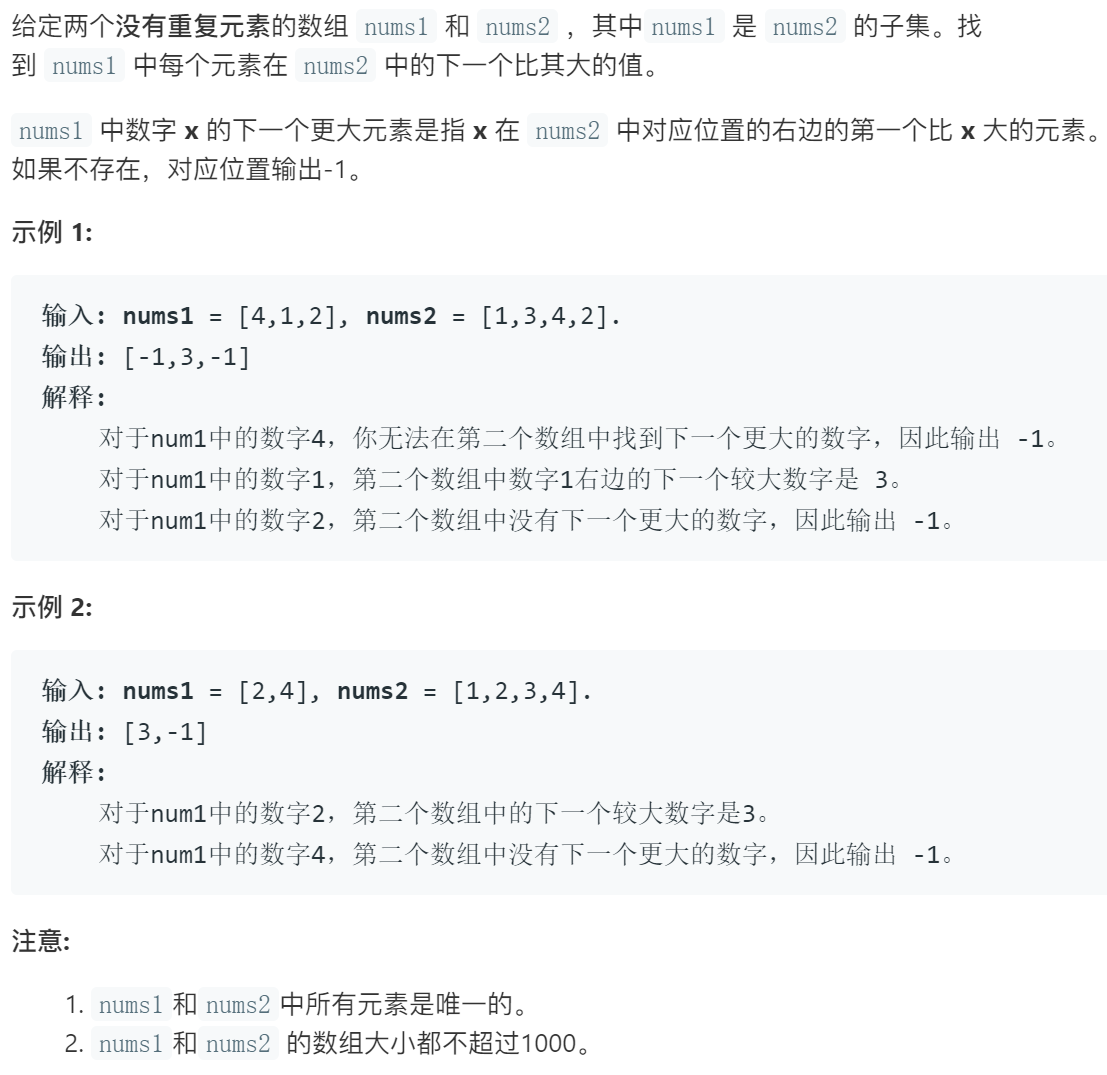 给定两个没有重复元素的数组 nums1 和 nums2 ，其中 nums1 是 nums2 的子集。找
到 nums1 中每个元素在 nums2 中的下一个比其大的值。
nums1 中数字 x 的下一个更大元素是指 x 在 nums2 中对应位置的右边的第一个比 x 大的元素。
如果不存在，对应位置输出-1。
示例 1:
输入: nums1 = [4,1,2], nums2 = [1,3,4,2].
输出: [-1,3,-1]
解释:
对于num1中的数字4，你无法在第二个数组中找到下一个更大的数字，因此输出 -1。
对于num1中的数字1，第二个数组中数字1右边的下一个较大数字是 3。
对于num1中的数字2，第二个数组中没有下一个更大的数字，因此输出 -1。
示例 2:
输入: nums1 = [2,4], nums2 = [1,2,3,4].
输出: [3,-1]
解释:
对于num1中的数字2，第二个数组中的下一个较大数字是3。
对于num1中的数字4，第二个数组中没有下一个更大的数字，因此输出 -1。
注意:
1. nums1和nums2中所有元素是唯一的。
2. nums1和nums2 的数组大小都不超过1000。